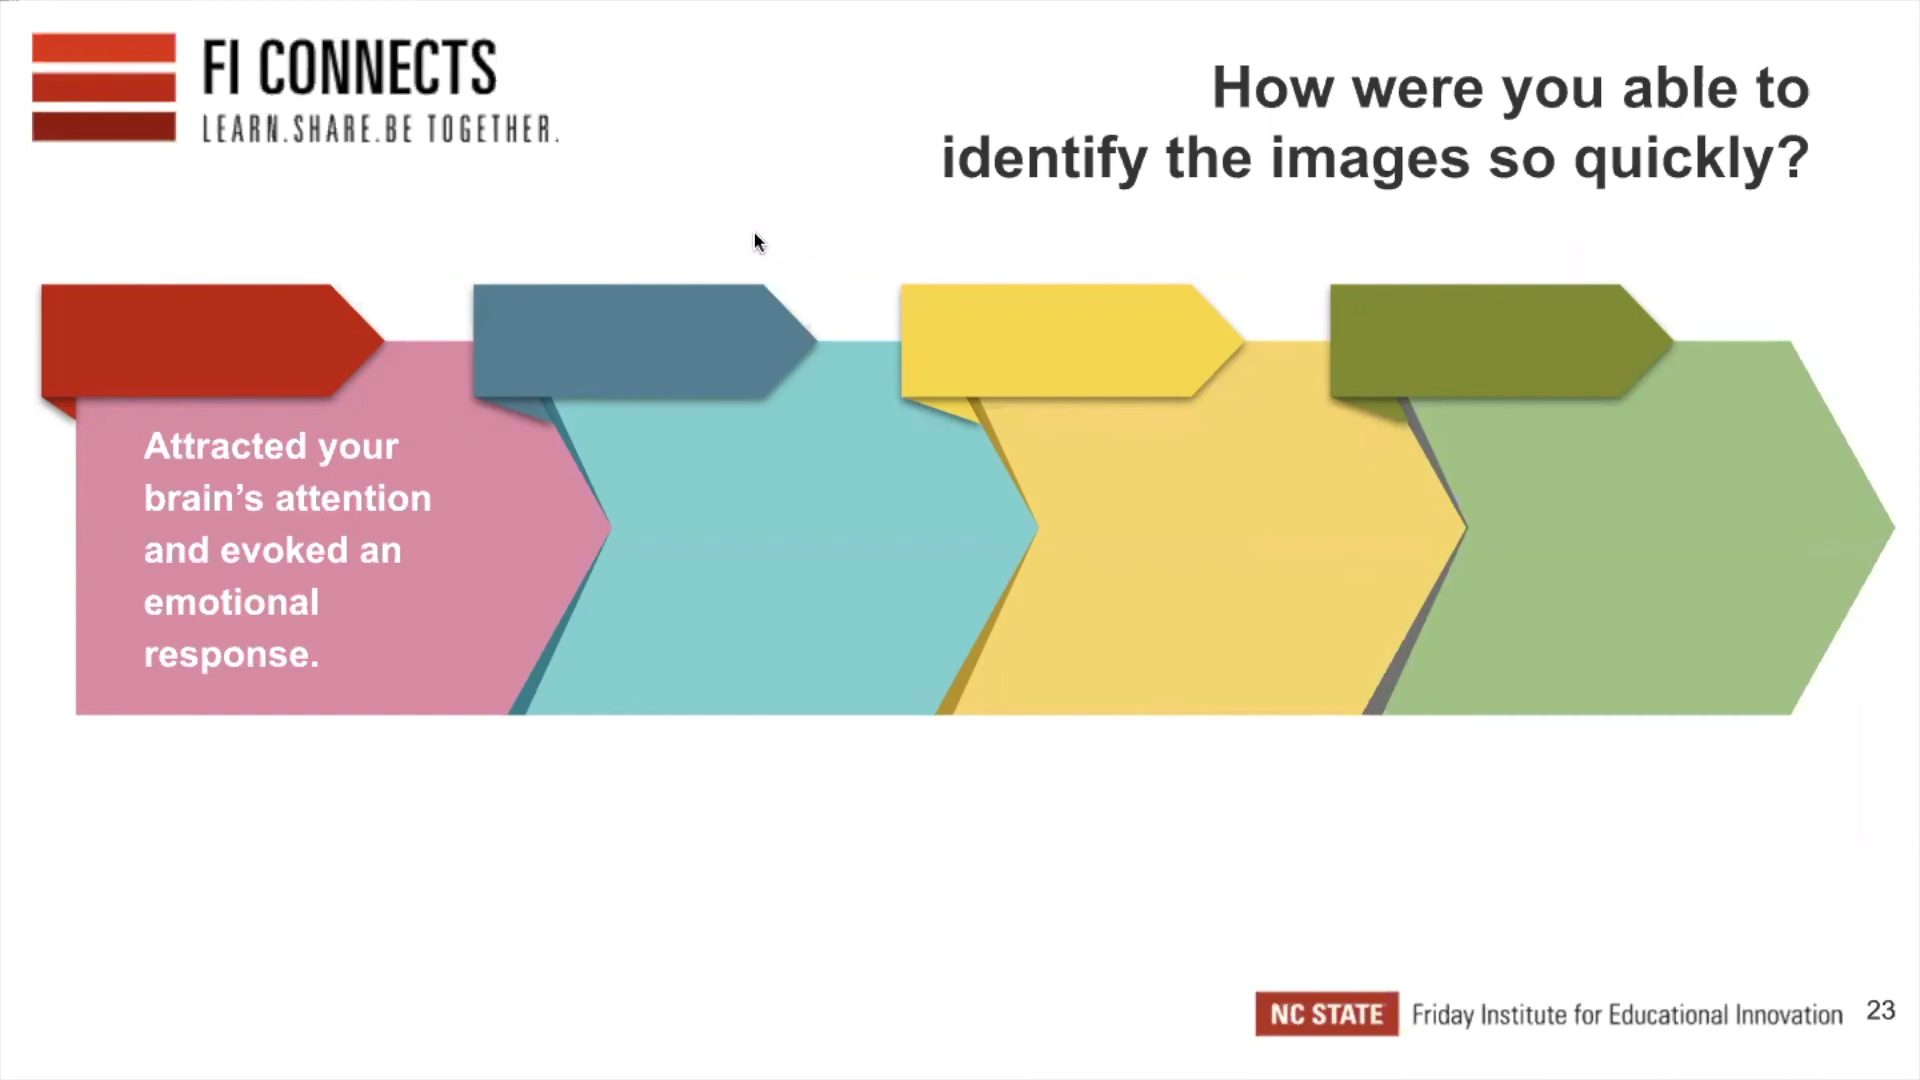 FI CONNECTS
LEARN.SHARE.BE TOGETHER.
How were you able to
identify the images so quickly?
Attracted your
brain’s attention
and evoked an
emotional
response.
NC STATE Friday Institute for Educational Innovation 23